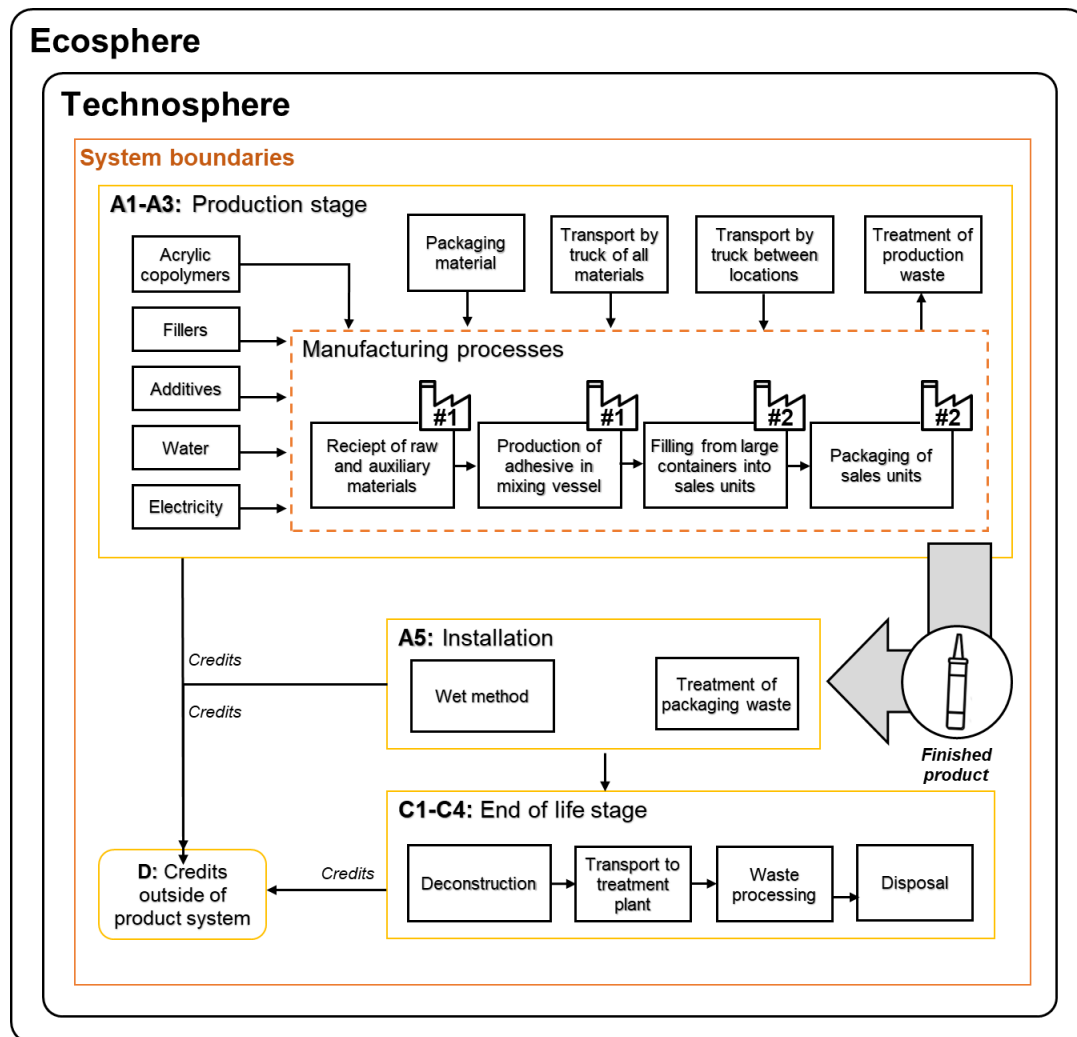 Ecosphere
Technosphere
System boundaries
A1-A3: Production stage
Acrylic
copolymers
Fillers
Additives
Water
Electricity
Packaging
material
Transport by
truck of all
materials
Transport by
truck between
locations
Treatment of
production
waste
Manufacturing processes
#1
#1
#2
#2
Reciept of raw
and auxiliary
materials
Production of
adhesive in
mixing vessel
Filling from large
containers into
sales units
Packaging of
sales units
A5: Installation
Wet method
Treatment of
packaging waste
Credits
Credits
Finished
product
C1-C4: End of life stage
Deconstruction
Transport to
treatment
plant
Waste
processing
Disposal
Credits
D: Credits
outside of
product system